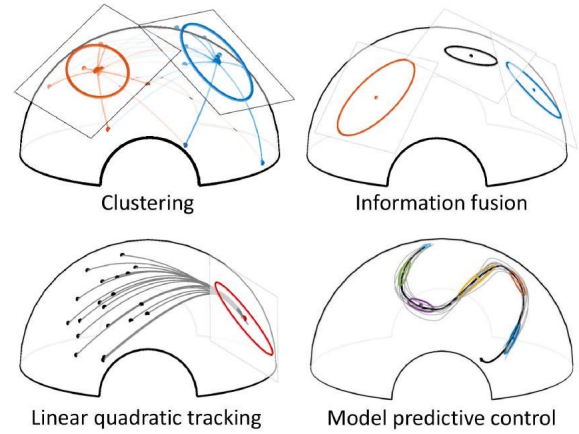 Clustering
Information fusion
Linear quadratic tracking
Model predictive control